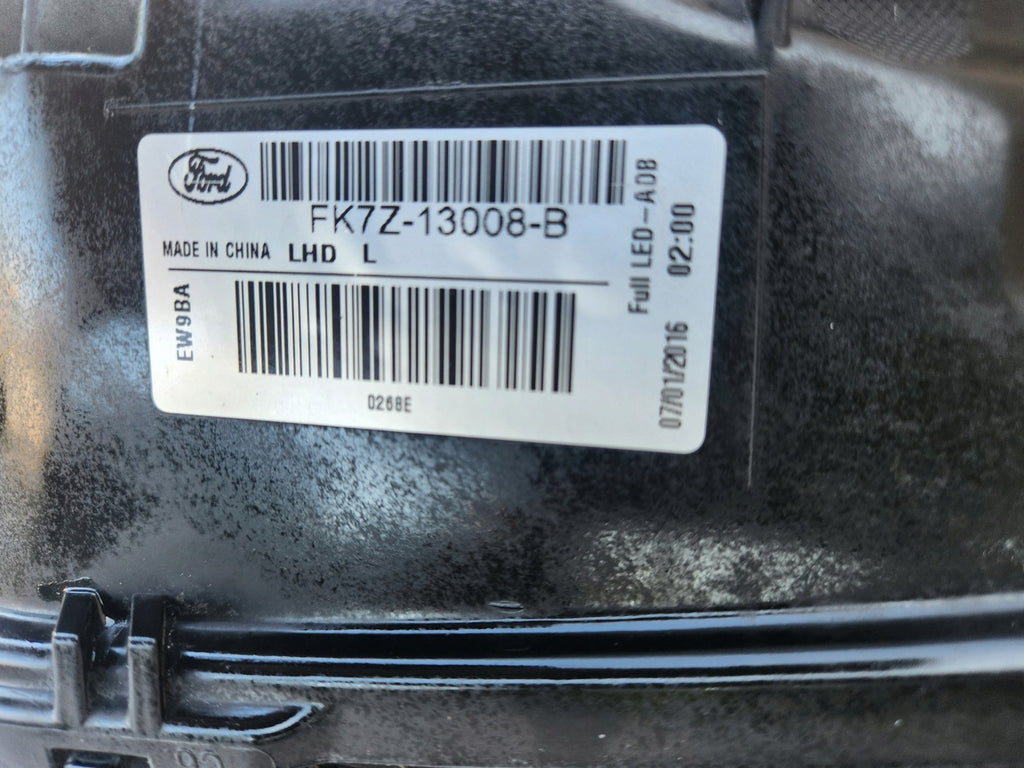 Ford
FK7Z-13008-B
MADE IN CHINA LHD L
EW9BA
0268E
Full LED-ADB
07/01/2016 02:00